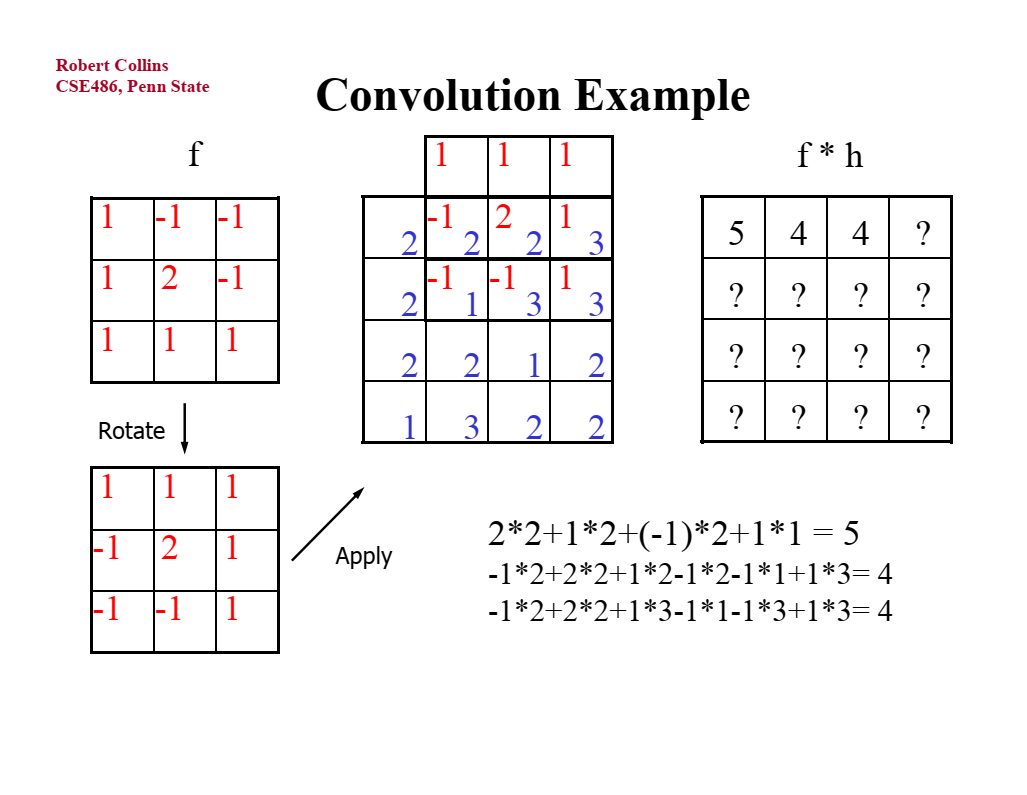 Robert Collins
CSE486, Penn State
Convolution Example
f
1 -1 -1
1 2 -1
1 1 1
Rotate
1 1 1
-1 2 1
-1 -1 1
Apply
1 1 1
-1 2 1
2 2 2 3
-1 -1 1
2 1 3 3
2 2 1 2
1 3 2 2
f * h
5 4 4 ?
? ? ? ?
? ? ? ?
? ? ? ?
2*2+1*2+(-1)*2+1*1 = 5
-1*2+2*2+1*2-1*2-1*1+1*3= 4
-1*2+2*2+1*3-1*1-1*3+1*3= 4